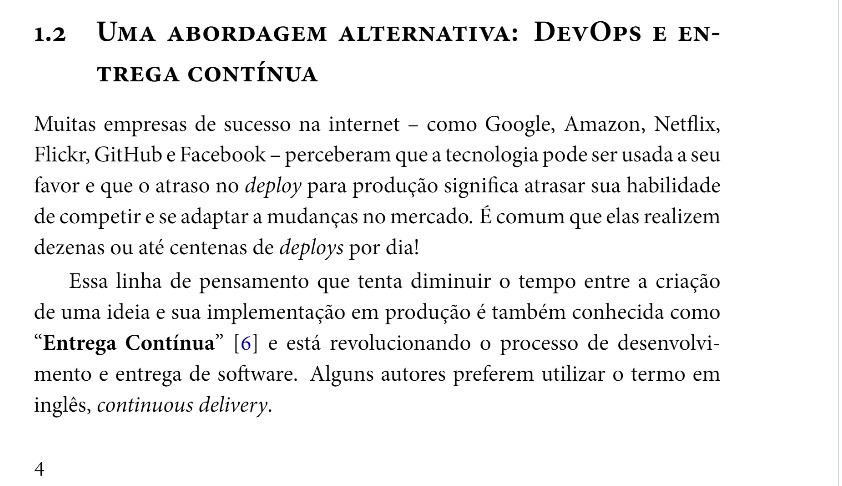 1.2 Uma abordagem alternativa: DevOps e en-
trega contínua
Muitas empresas de sucesso na internet – como Google, Amazon, Netflix,
Flickr, GitHub e Facebook – perceberam que a tecnologia pode ser usada a seu
favor e que o atraso no deploy para produção significa atrasar sua habilidade
de competir e se adaptar a mudanças no mercado. É comum que elas realizem
dezenas ou até centenas de deploys por dia!
Essa linha de pensamento que tenta diminuir o tempo entre a criação
de uma ideia e sua implementação em produção é também conhecida como
“Entrega Contínua” [6] e está revolucionando o processo de desenvolvi-
mento e entrega de software. Alguns autores preferem utilizar o termo em
inglês, continuous delivery.
4